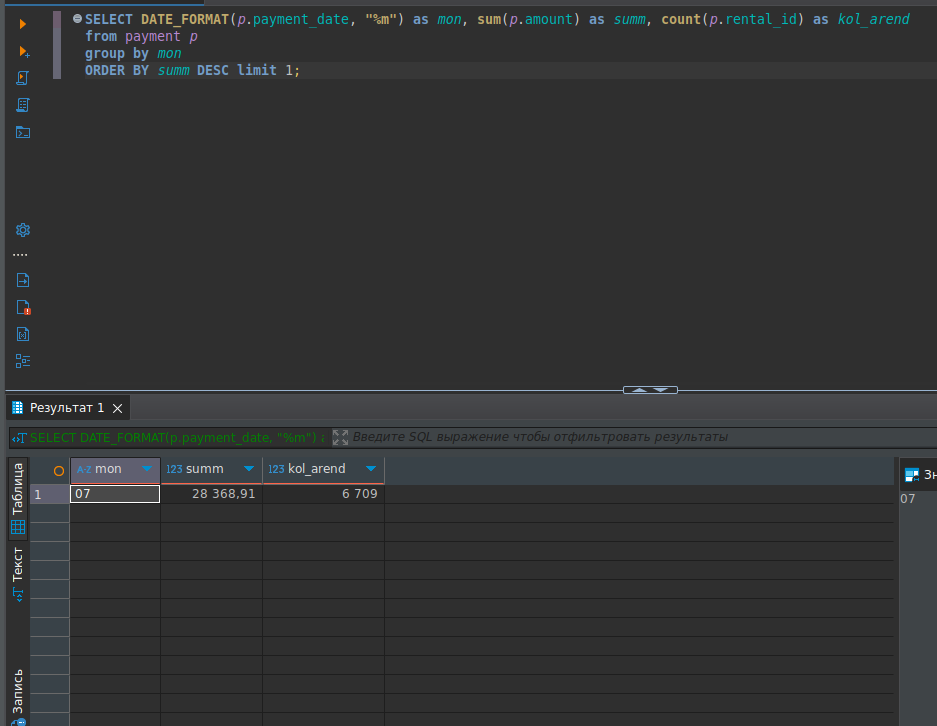 SELECT DATE_FORMAT(p.payment_date, "%m") as mon, sum(p.amount) as summ, count(p.rental_id) as kol_arend
from payment p
group by mon
ORDER BY summ DESC limit 1;
Результат 1
SELECT DATE_FORMAT(p.payment_date, "%m") a
Введите SQL выражение чтобы отфильтровать результаты
A-Z mon
123 summ
123 kol_arend
Зн
1
07
28 368,91
6 709
07
Таблица
Текст
Запись